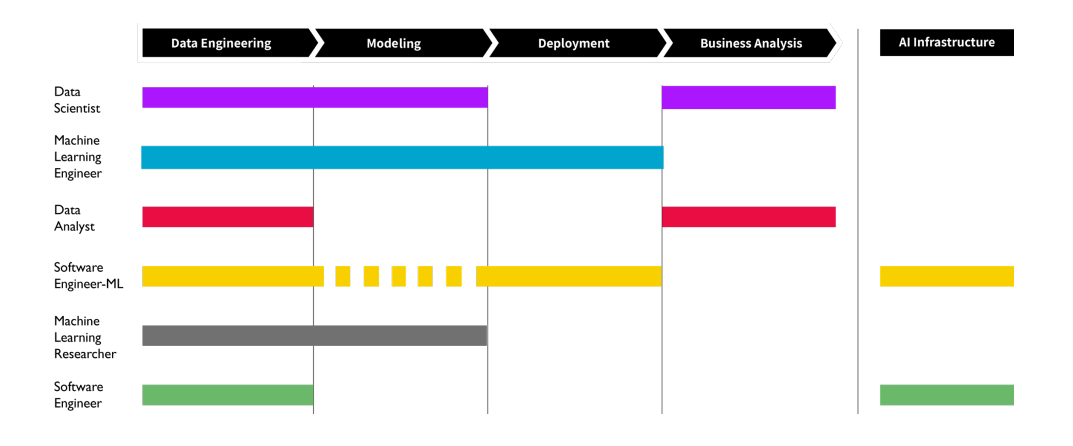 Data Engineering
Modeling
Deployment
Business Analysis
AI Infrastructure
Data
Scientist
Machine
Learning
Engineer
Data
Analyst
Software
Engineer-ML
Machine
Learning
Researcher
Software
Engineer